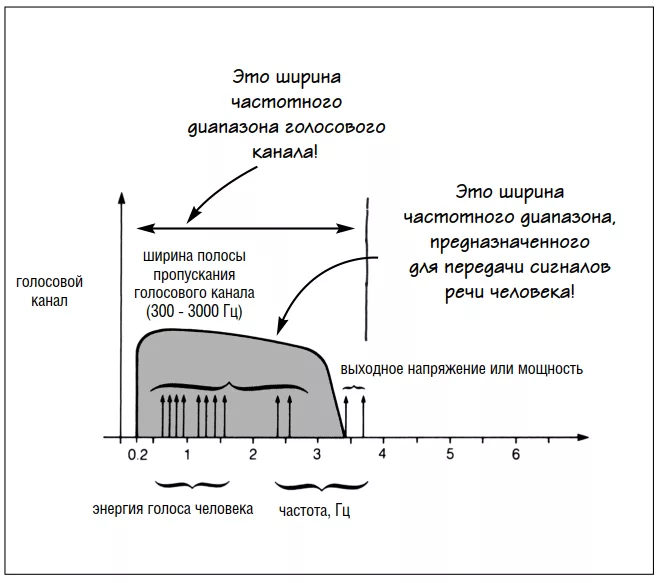 Это ширина
частотного
диапазона голосового
канала!
Это ширина
частотного диапазона,
предназначенного
для передачи сигналов
речи человека!
ширина полосы
пропускания
голосового канала
(300 - 3000 Гц)
голосовой
канал
выходное напряжение или мощность
0.2 1 2 3 4 5 6
энергия голоса человека
частота, Гц